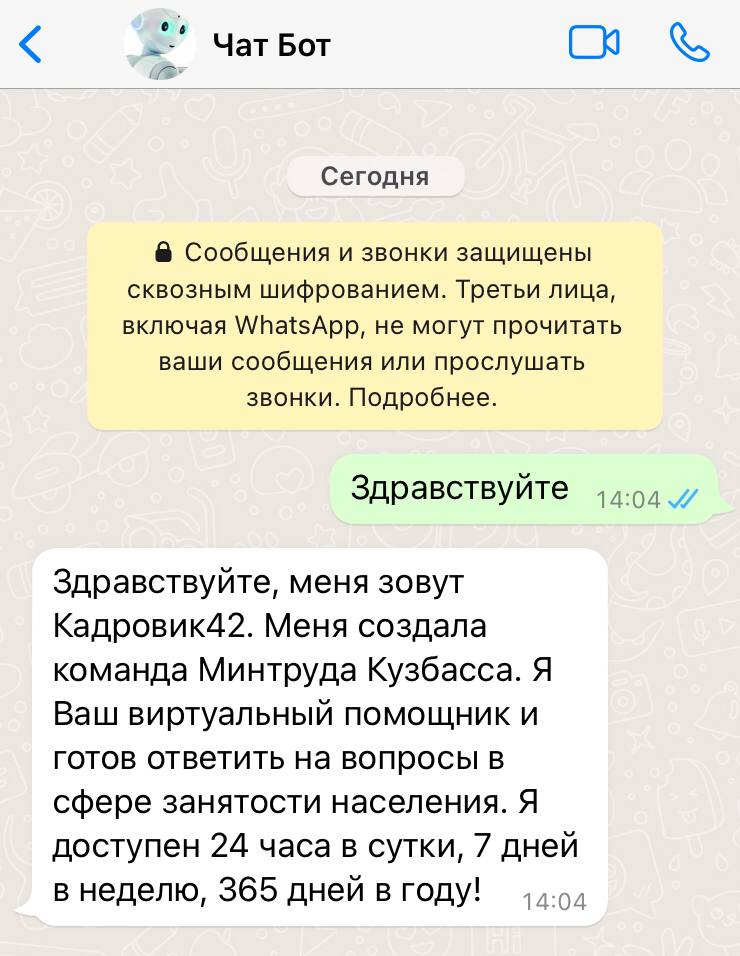 Чат Бот
Сегодня
Сообщения и звонки защищены
сквозным шифрованием. Третьи лица,
включая WhatsApp, не могут прочитать
ваши сообщения или прослушать
звонки. Подробнее.
Здравствуйте 14:04
Здравствуйте, меня зовут
Кадровик42. Меня создала
команда Минтруда Кузбасса. Я
Ваш виртуальный помощник и
готов ответить на вопросы в
сфере занятости населения. Я
доступен 24 часа в сутки, 7 дней
в неделю, 365 дней в году! 14:04